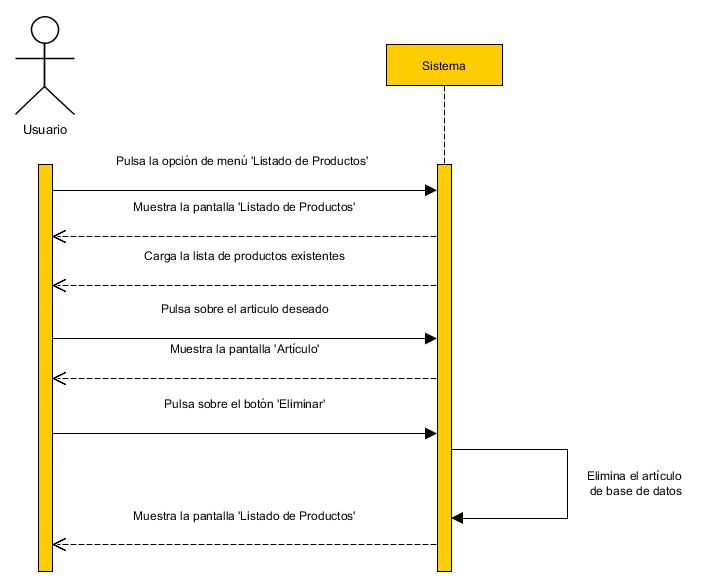 Sistema
Usuario
Pulsa la opción de menú 'Listado de Productos'
Muestra la pantalla 'Listado de Productos'
Carga la lista de productos existentes
Pulsa sobre el articulo deseado
Muestra la pantalla 'Artículo'
Pulsa sobre el botón 'Eliminar'
Elimina el artículo
de base de datos
Muestra la pantalla 'Listado de Productos'